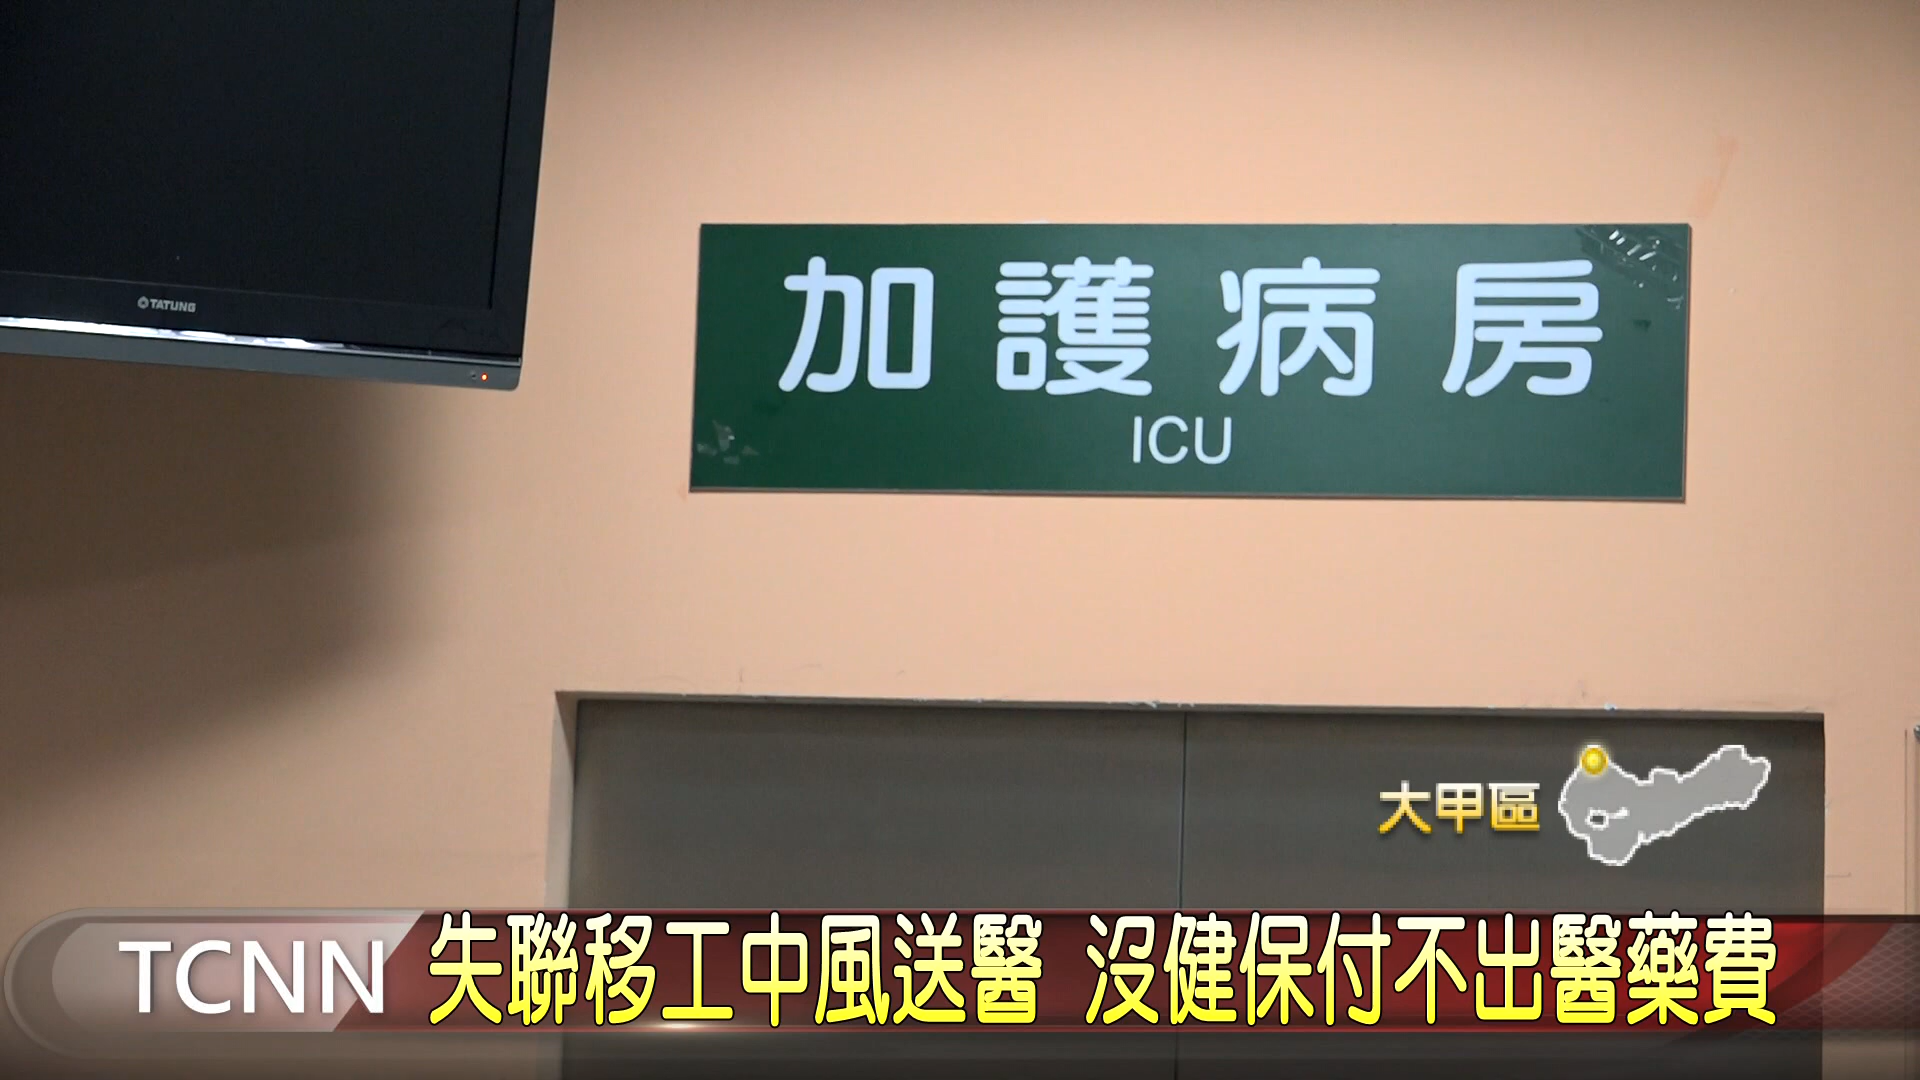 TATUNG
加護病房
ICU
大甲區
TCNN
失聯移工中風送醫 沒健保付不出醫藥費